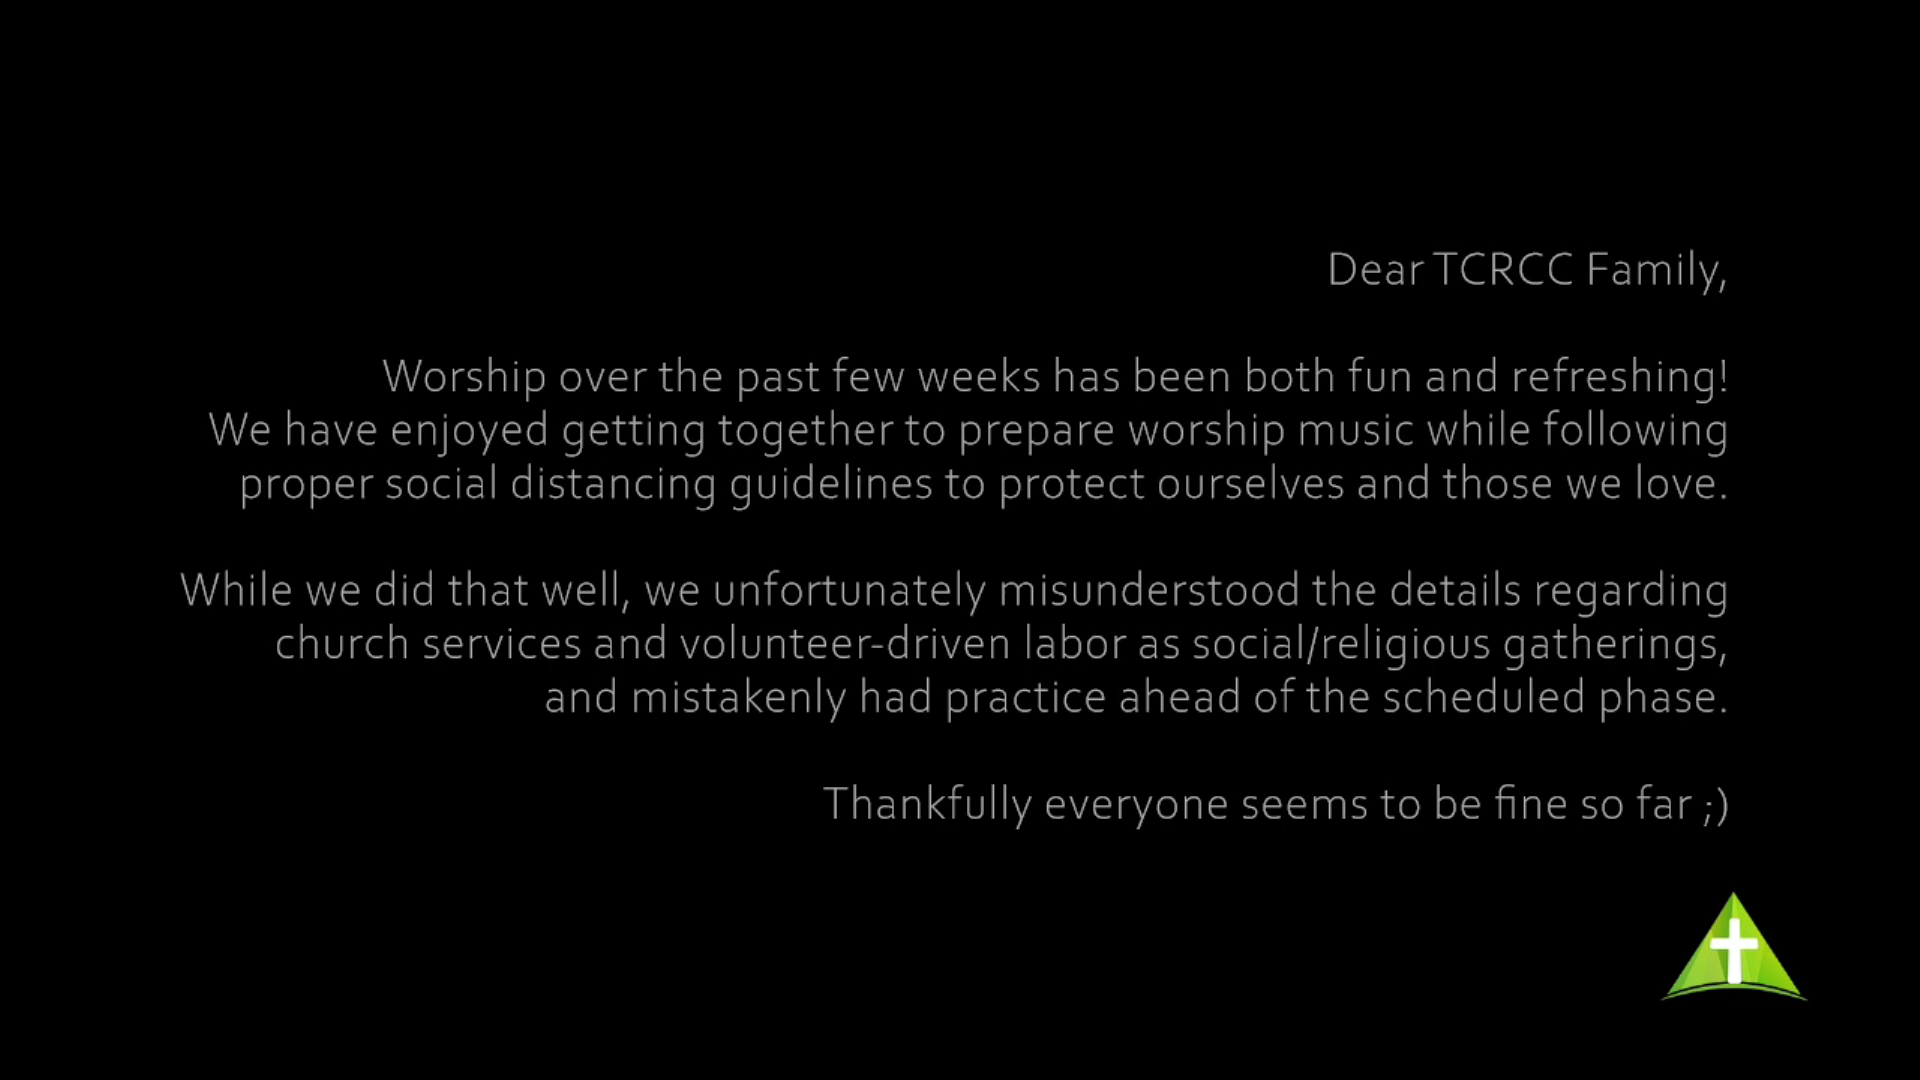 Dear TCRCC Family,
Worship over the past few weeks has been both fun and refreshing!
We have enjoyed getting together to prepare worship music while following
proper social distancing guidelines to protect ourselves and those we love.
While we did that well, we unfortunately misunderstood the details regarding
church services and volunteer-driven labor as social/religious gatherings,
and mistakenly had practice ahead of the scheduled phase.
Thankfully everyone seems to be fine so far ;)